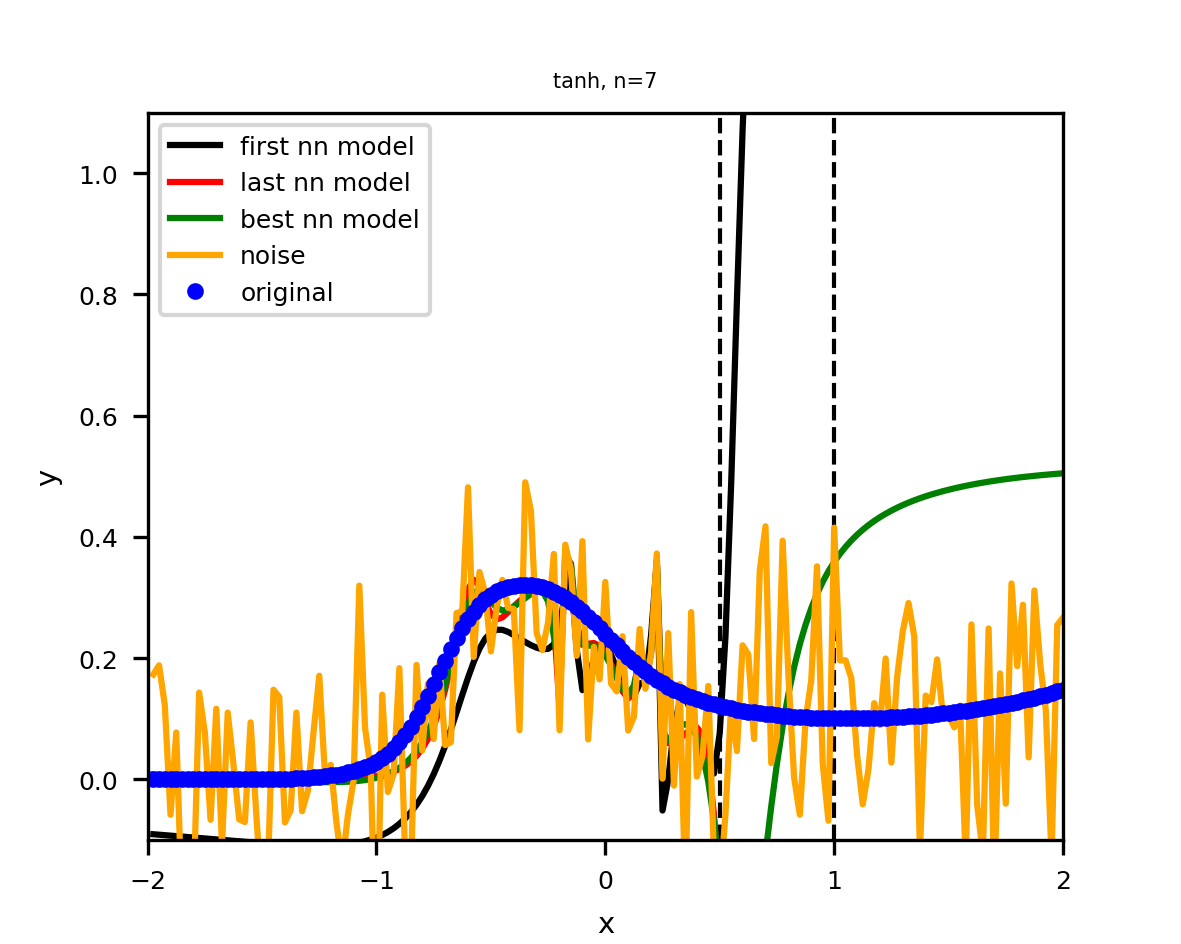 tanh, n=7
first nn model
last nn model
best nn model
noise
original
1.0
0.8
0.6
0.4
0.2
0.0
y
−2
−1
0
1
2
x